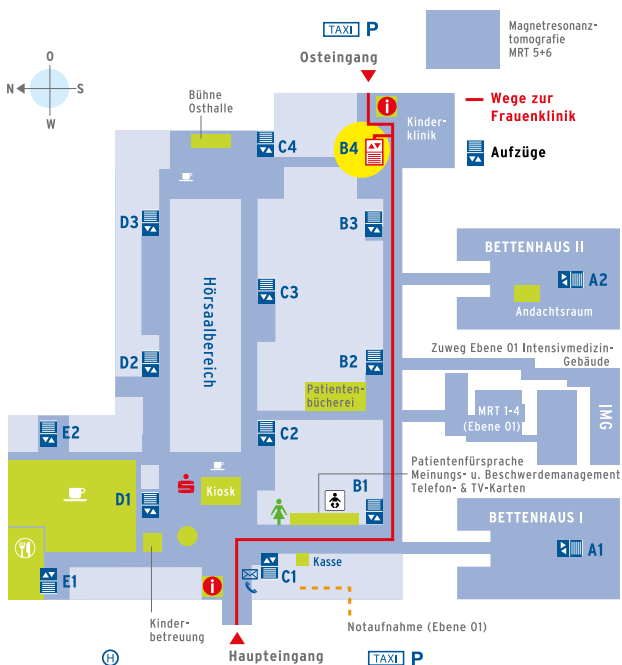 TAXI P
Osteingang
Magnetresonanz-
tomografie
MRT 5+6
O
N
S
W
Wege zur
Frauenklinik
Aufzüge
Bühne
Osthalle
i
Kinder-
klinik
C4
B4
D3
B3
BETTENHAUS II
A2
Andachtsraum
Hörsaalbereich
C3
Zuweg Ebene 01 Intensivmedizin-
Gebäude
D2
B2
Patienten-
bücherei
MRT 1-4
(Ebene 01)
IMG
E2
C2
Patientenfürsprache
Meinungs- u. Beschwerdemanagement
Telefon- & TV-Karten
Kiosk
B1
D1
BETTENHAUS I
A1
Kasse
E1
i
C1
Kinder-
betreuung
Notaufnahme (Ebene 01)
H
Haupteingang
TAXI P